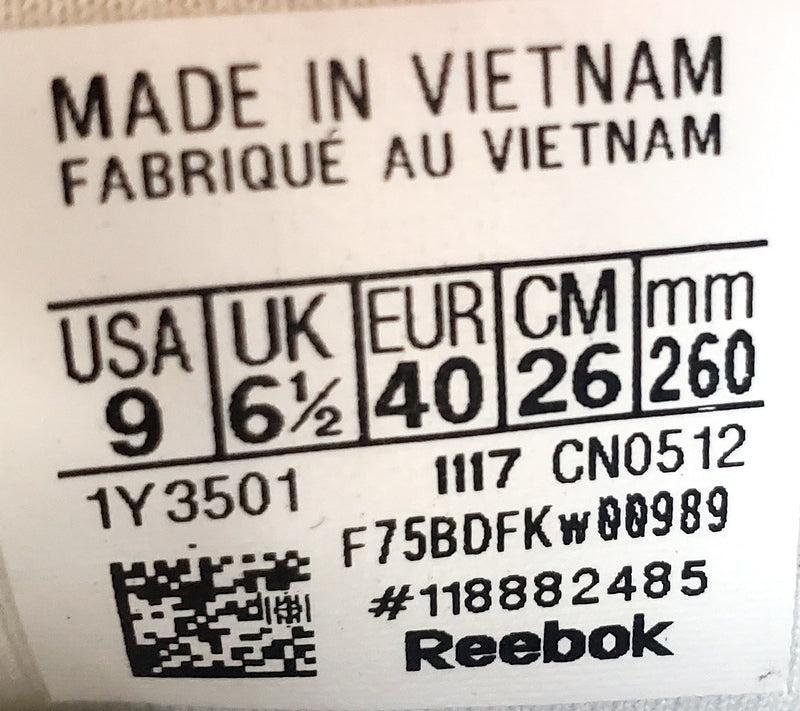 MADE IN VIETNAM
FABRIQUÉ AU VIETNAM
USA UK EUR CM mm
9 6½ 40 26 260
1Y3501 1117 CN0512
F75BDFKw00989
#118882485
Reebok